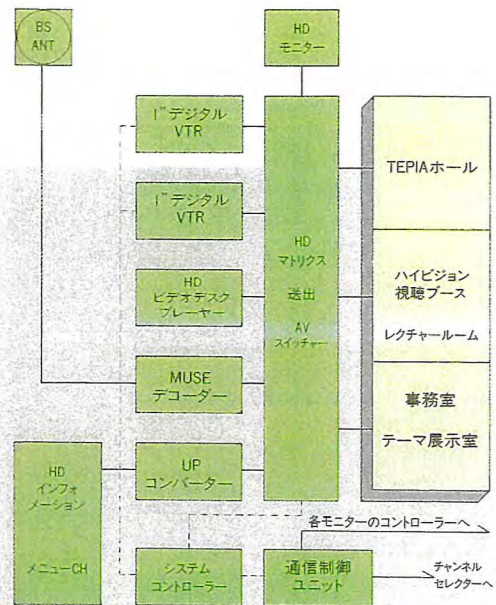 BS
ANT
HD
モニター
1"デジタル
VTR
1"デジタル
VTR
HD
ビデオデスク
プレーヤー
MUSE
デコーダー
UP
コンバーター
HD
マトリクス
送出
AV
スイッチャー
TEPIAホール
ハイビジョン
視聴ブース
レクチャールーム
事務室
テーマ展示室
HD
インフォ
メーション
メニューCH
システム
コントローラー
通信制御
ユニット
各モニターのコントローラーへ
チャンネル
セレクターへ